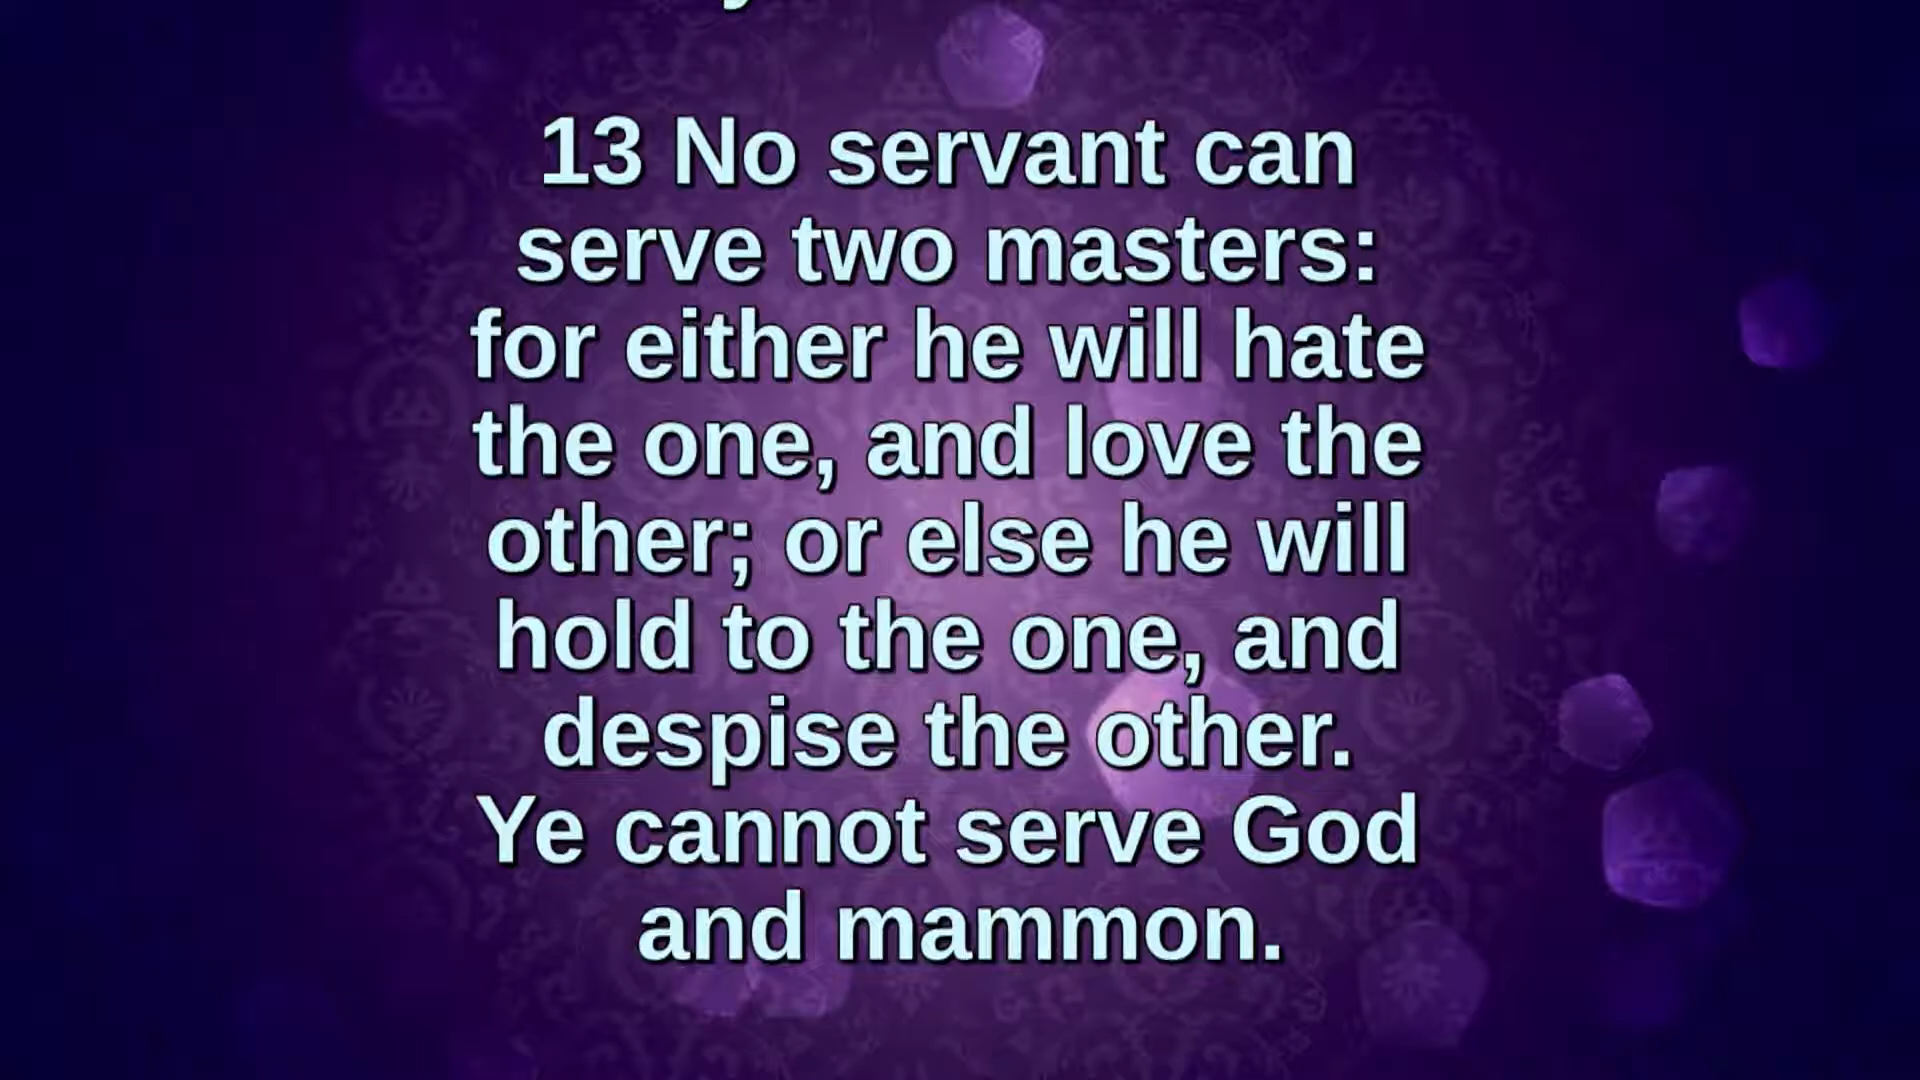 13 No servant can
serve two masters:
for either he will hate
the one, and love the
other; or else he will
hold to the one, and
despise the other.
Ye cannot serve God
and mammon.